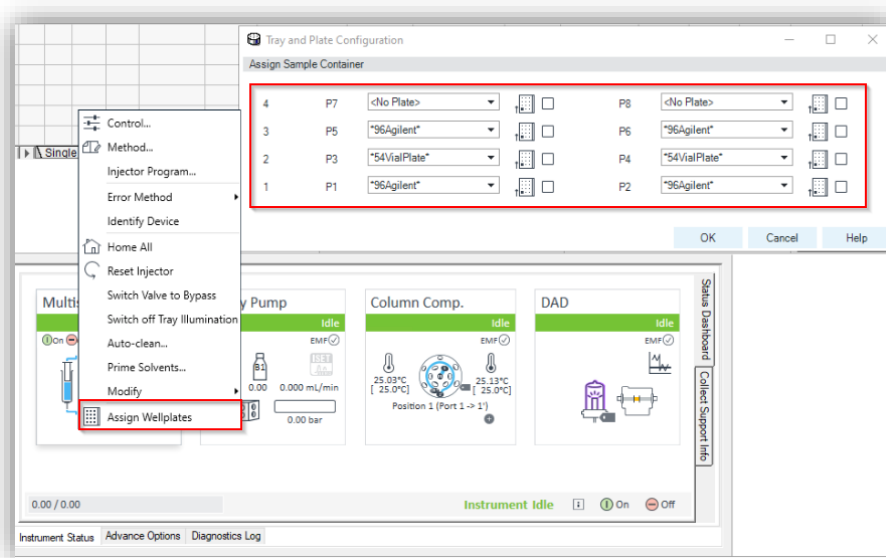 Tray and Plate Configuration
Assign Sample Container
4 P7 <No Plate> P8 <No Plate>
3 P5 *96Agilent* P6 *96Agilent*
2 P3 *54VialPlate* P4 *54VialPlate*
1 P1 *96Agilent* P2 *96Agilent*
OK Cancel Help
Single
Control...
Method...
Injector Program...
Error Method
Identify Device
Home All
Reset Injector
Switch Valve to Bypass
Switch off Tray Illumination
Auto-clean...
Prime Solvents...
Modify
Assign Wellplates
Multis
On
y Pump
Idle
EMF
B1
0.00 0.000 mL/min
0.00 bar
Column Comp.
Idle
EMF
25.03°C 25.13°C
[ 25.0°C] [ 25.0°C]
Position 1 (Port 1 -> 1')
DAD
Idle
EMF
Status Dashboard
Collect Support Info
0.00 / 0.00
Instrument Idle On Off
Instrument Status Advance Options Diagnostics Log